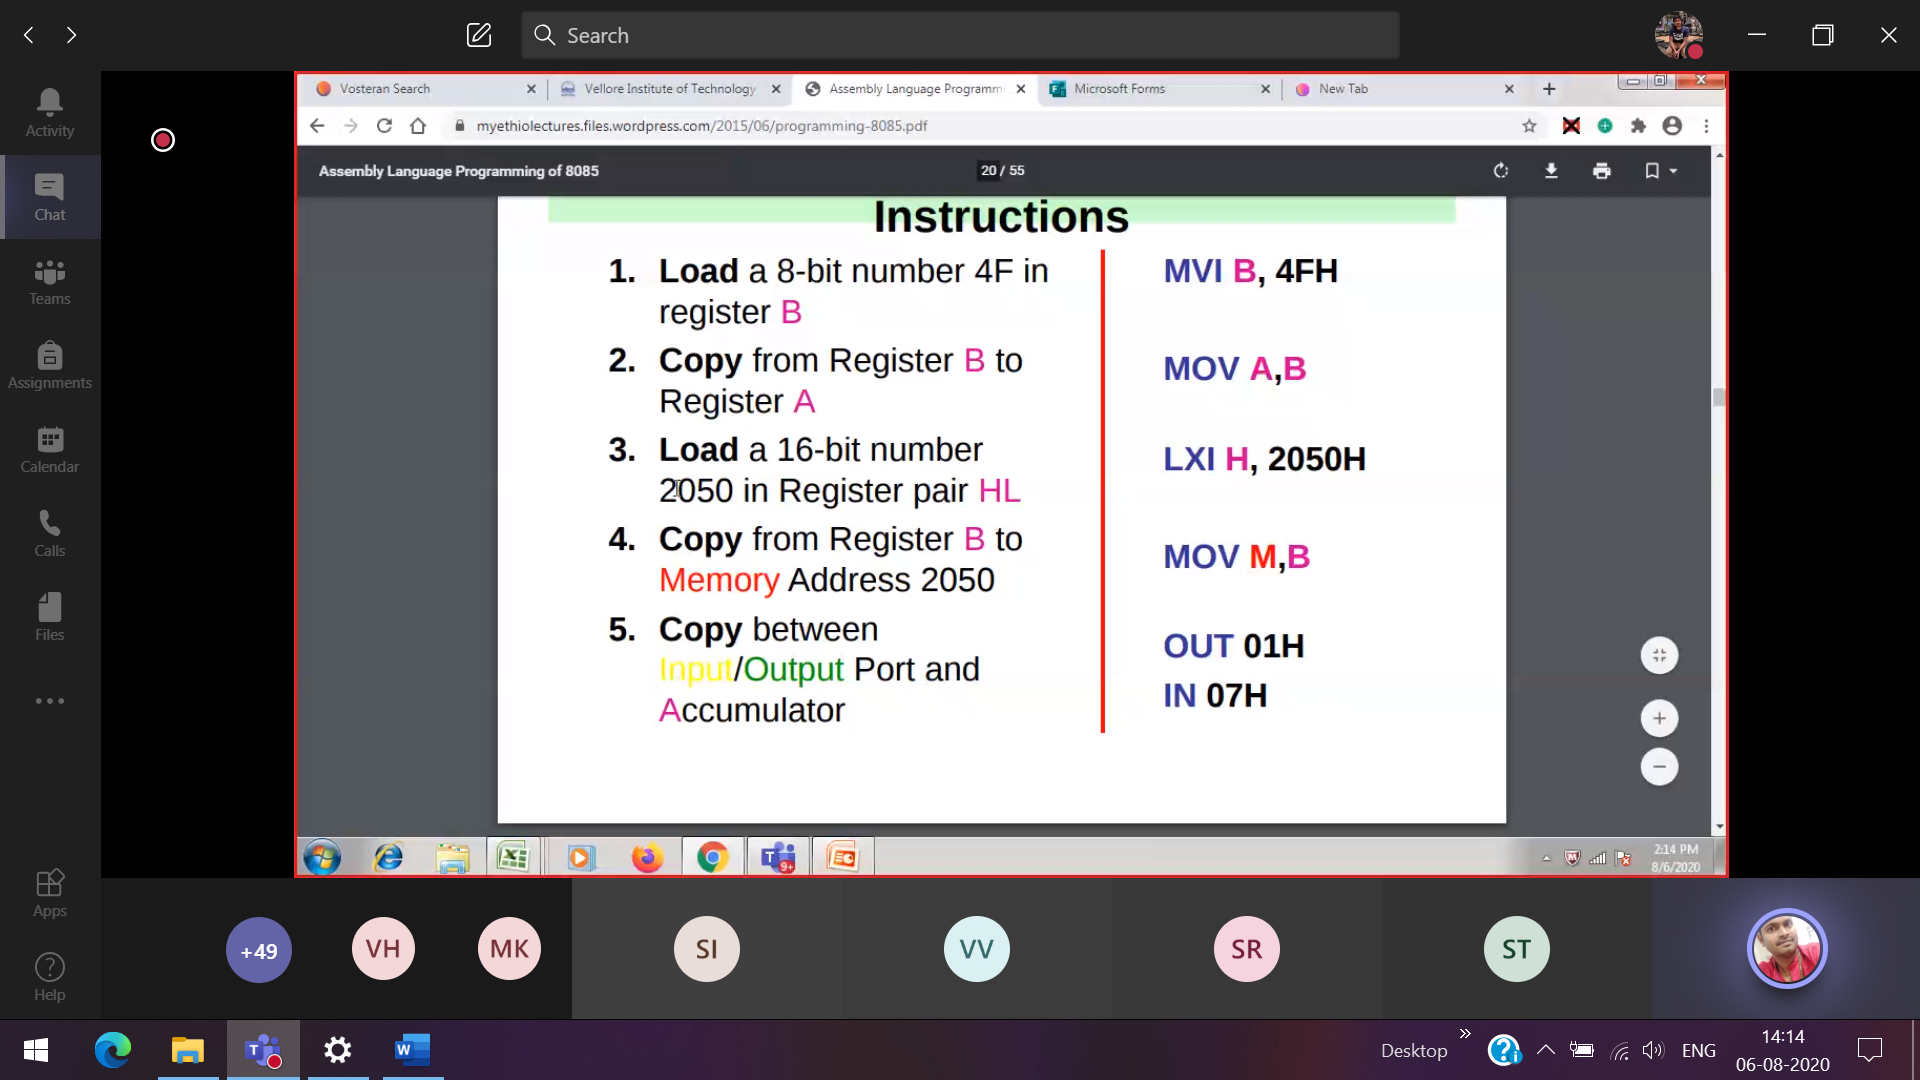 Search
Activity
Chat
Teams
Assignments
Calendar
Calls
Files
Apps
Help
Vosteran Search
Vellore Institute of Technology
Assembly Language Programm
Microsoft Forms
New Tab
myethiolectures.files.wordpress.com/2015/06/programming-8085.pdf
Assembly Language Programming of 8085
20 / 55
Instructions
1. Load a 8-bit number 4F in
register B
MVI B, 4FH
2. Copy from Register B to
Register A
MOV A,B
3. Load a 16-bit number
2050 in Register pair HL
LXI H, 2050H
4. Copy from Register B to
Memory Address 2050
MOV M,B
5. Copy between
Input/Output Port and
Accumulator
OUT 01H
IN 07H
9+
2:14 PM
8/6/2020
+49
VH
MK
SI
VV
SR
ST
Desktop
ENG
14:14
06-08-2020